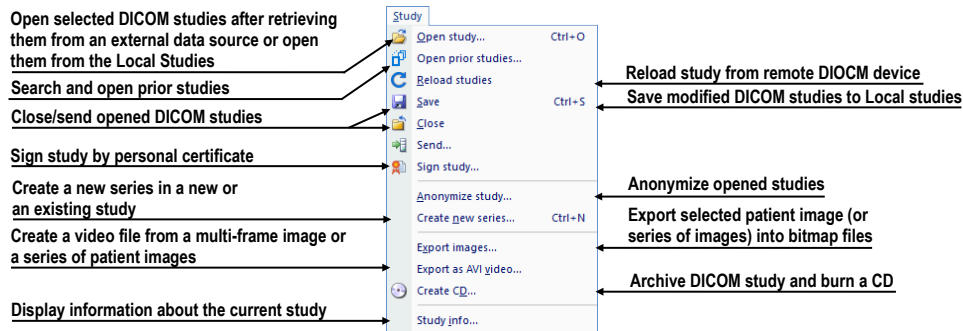 Open selected DICOM studies after retrieving
them from an external data source or open
them from the Local Studies
Search and open prior studies
Close/send opened DICOM studies
Sign study by personal certificate
Create a new series in a new or
an existing study
Create a video file from a multi-frame image or
a series of patient images
Display information about the current study
Study
Open study... Ctrl+O
Open prior studies...
Reload studies
Save Ctrl+S
Close
Send...
Sign study...
Anonymize study...
Create new series... Ctrl+N
Export images...
Export as AVI video...
Create CD...
Study info...
Reload study from remote DIOCM device
Save modified DICOM studies to Local studies
Anonymize opened studies
Export selected patient image (or
series of images) into bitmap files
Archive DICOM study and burn a CD